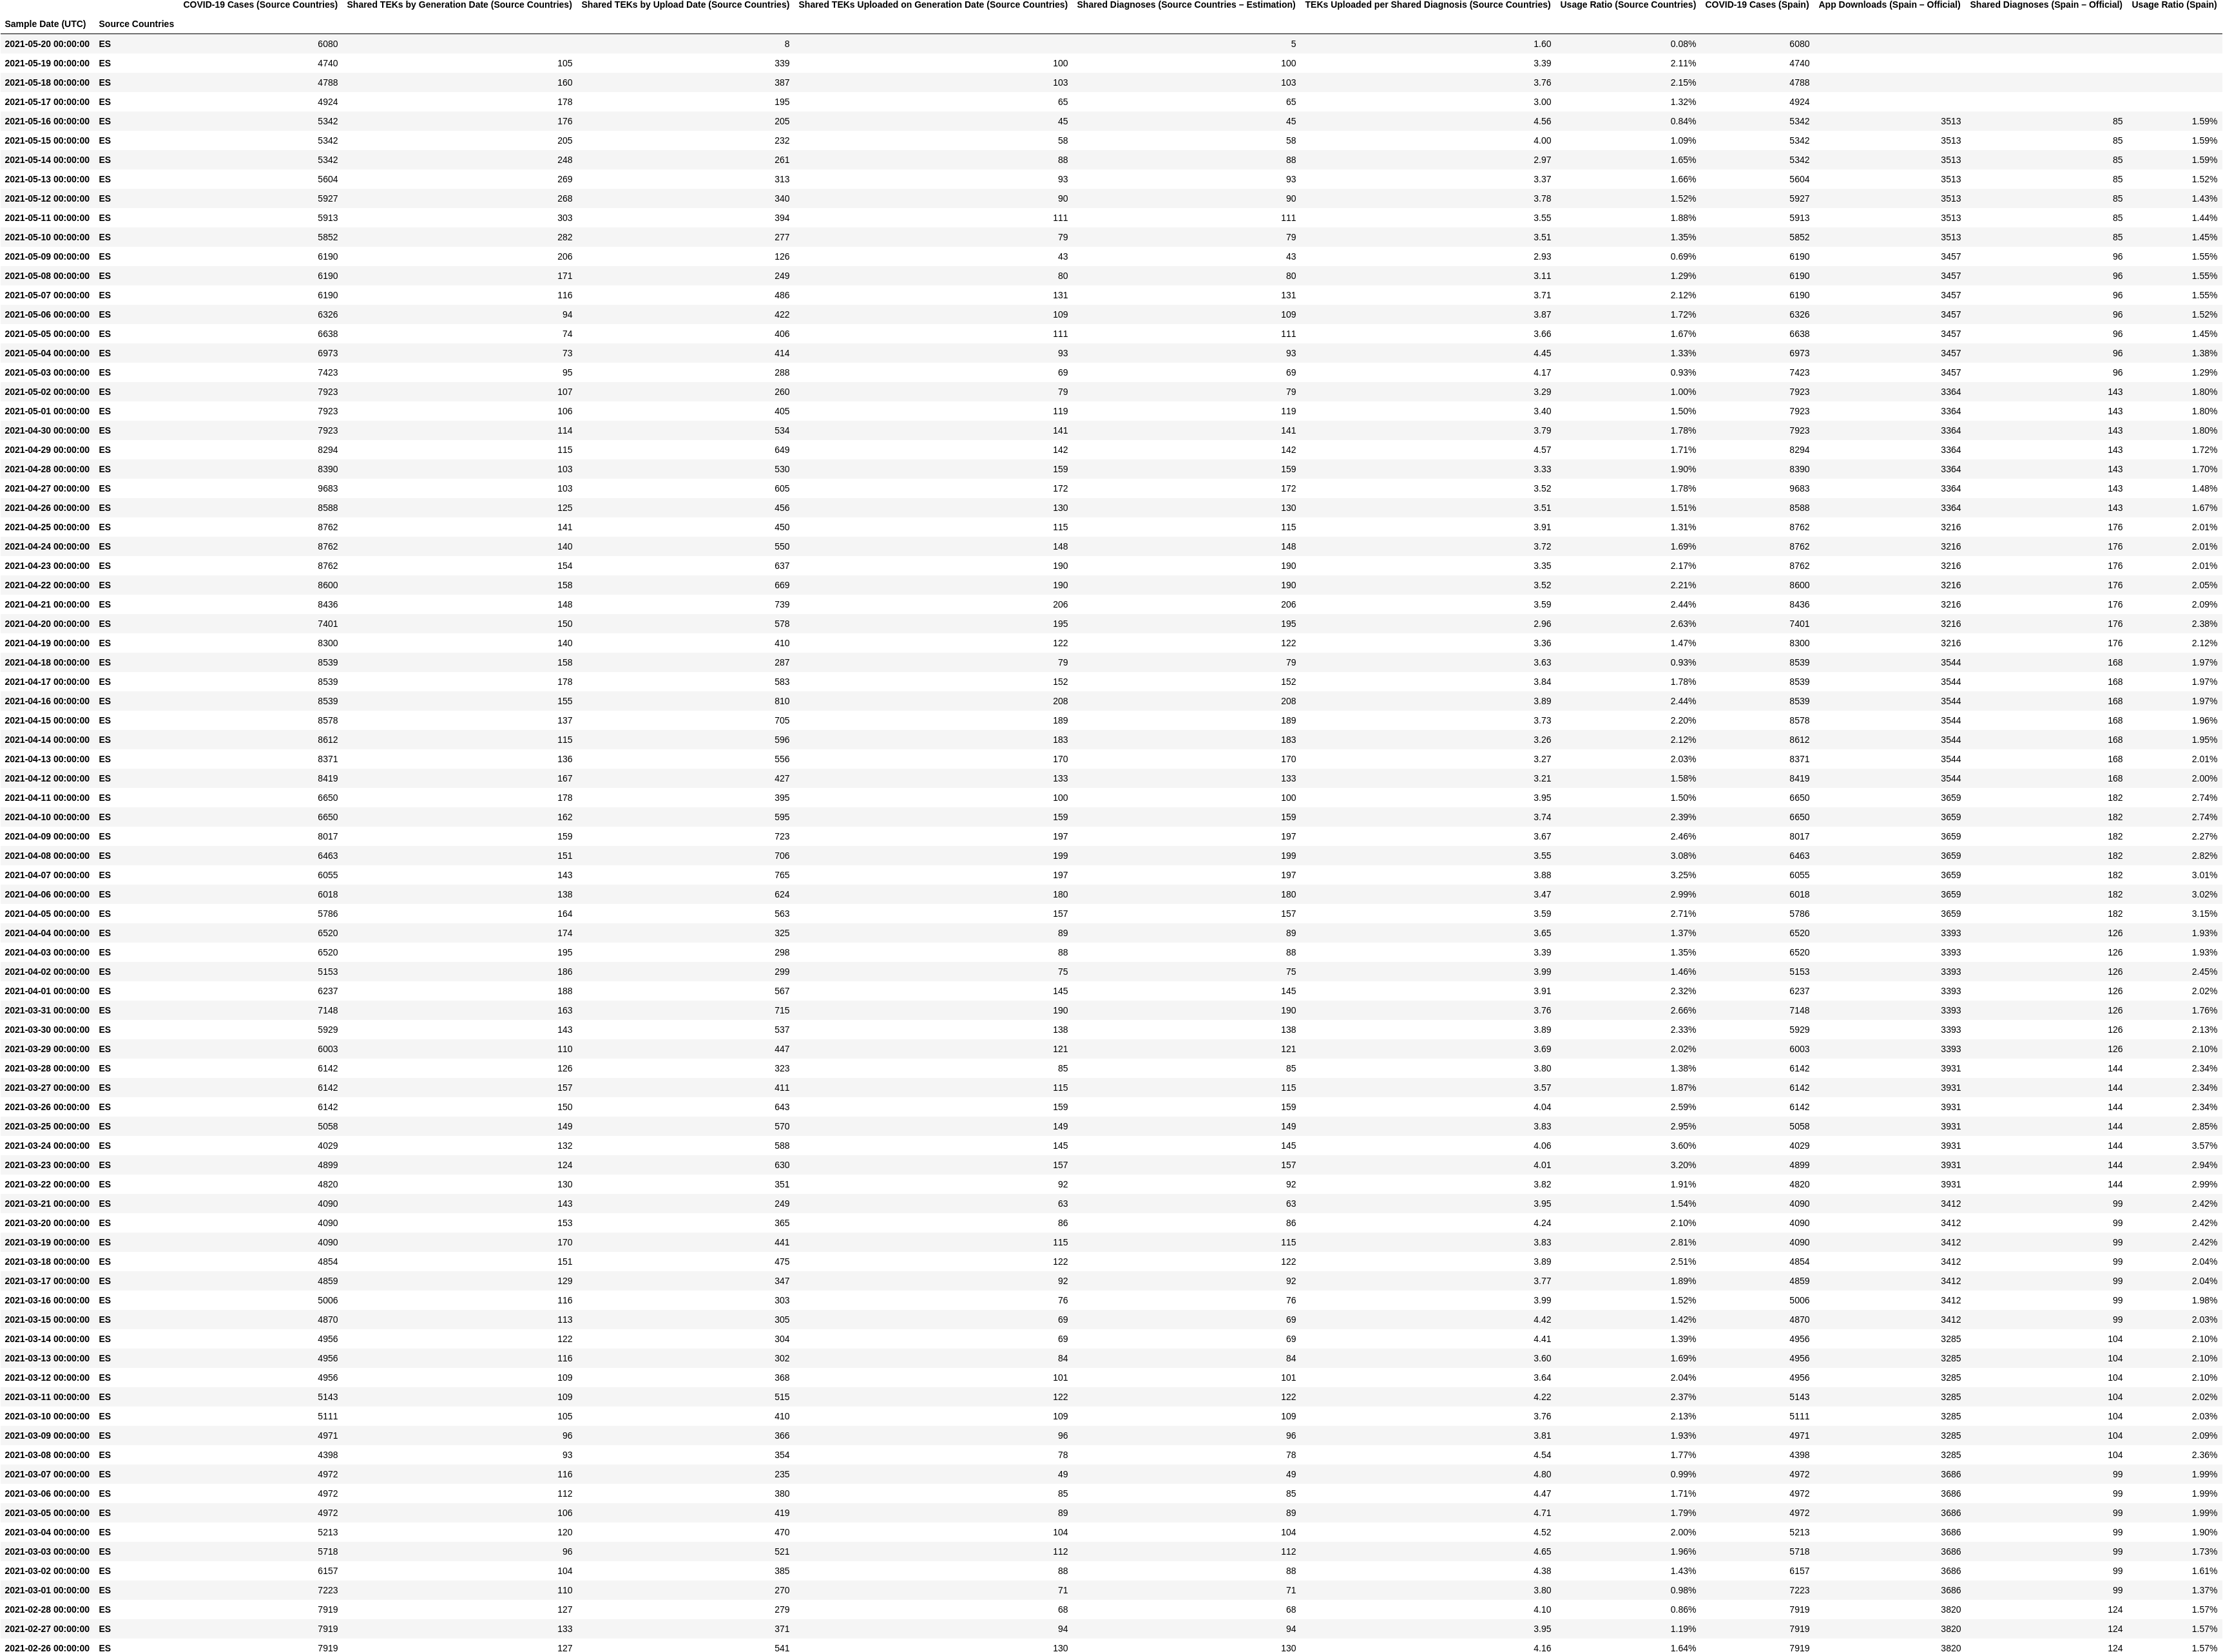 COVID-19 Cases (Source Countries) Shared TEKs by Generation Date (Source Countries) Shared TEKs by Upload Date (Source Countries) Shared TEKs Uploaded on Generation Date (Source Countries) Shared Diagnoses (Source Countries – Estimation) TEKs Uploaded per Shared Diagnosis (Source Countries) Usage Ratio (Source Countries) COVID-19 Cases (Spain) App Downloads (Spain – Official) Shared Diagnoses (Spain – Official) Usage Ratio (Spain)
Sample Date (UTC) Source Countries
2021-05-20 00:00:00 ES 6080 8 5 1.60 0.08% 6080
2021-05-19 00:00:00 ES 4740 105 339 100 100 3.39 2.11% 4740
2021-05-18 00:00:00 ES 4788 160 387 103 103 3.76 2.15% 4788
2021-05-17 00:00:00 ES 4924 178 195 65 65 3.00 1.32% 4924
2021-05-16 00:00:00 ES 5342 176 205 45 45 4.56 0.84% 5342 3513 85 1.59%
2021-05-15 00:00:00 ES 5342 205 232 58 58 4.00 1.09% 5342 3513 85 1.59%
2021-05-14 00:00:00 ES 5342 248 261 88 88 2.97 1.65% 5342 3513 85 1.59%
2021-05-13 00:00:00 ES 5604 269 313 93 93 3.37 1.66% 5604 3513 85 1.52%
2021-05-12 00:00:00 ES 5927 268 340 90 90 3.78 1.52% 5927 3513 85 1.43%
2021-05-11 00:00:00 ES 5913 303 394 111 111 3.55 1.88% 5913 3513 85 1.44%
2021-05-10 00:00:00 ES 5852 282 277 79 79 3.51 1.35% 5852 3513 85 1.45%
2021-05-09 00:00:00 ES 6190 206 126 43 43 2.93 0.69% 6190 3457 96 1.55%
2021-05-08 00:00:00 ES 6190 171 249 80 80 3.11 1.29% 6190 3457 96 1.55%
2021-05-07 00:00:00 ES 6190 116 486 131 131 3.71 2.12% 6190 3457 96 1.55%
2021-05-06 00:00:00 ES 6326 94 422 109 109 3.87 1.72% 6326 3457 96 1.52%
2021-05-05 00:00:00 ES 6638 74 406 111 111 3.66 1.67% 6638 3457 96 1.45%
2021-05-04 00:00:00 ES 6973 73 414 93 93 4.45 1.33% 6973 3457 96 1.38%
2021-05-03 00:00:00 ES 7423 95 288 69 69 4.17 0.93% 7423 3457 96 1.29%
2021-05-02 00:00:00 ES 7923 107 260 79 79 3.29 1.00% 7923 3364 143 1.80%
2021-05-01 00:00:00 ES 7923 106 405 119 119 3.40 1.50% 7923 3364 143 1.80%
2021-04-30 00:00:00 ES 7923 114 534 141 141 3.79 1.78% 7923 3364 143 1.80%
2021-04-29 00:00:00 ES 8294 115 649 142 142 4.57 1.71% 8294 3364 143 1.72%
2021-04-28 00:00:00 ES 8390 103 530 159 159 3.33 1.90% 8390 3364 143 1.70%
2021-04-27 00:00:00 ES 9683 103 605 172 172 3.52 1.78% 9683 3364 143 1.48%
2021-04-26 00:00:00 ES 8588 125 456 130 130 3.51 1.51% 8588 3364 143 1.67%
2021-04-25 00:00:00 ES 8762 141 450 115 115 3.91 1.31% 8762 3216 176 2.01%
2021-04-24 00:00:00 ES 8762 140 550 148 148 3.72 1.69% 8762 3216 176 2.01%
2021-04-23 00:00:00 ES 8762 154 637 190 190 3.35 2.17% 8762 3216 176 2.01%
2021-04-22 00:00:00 ES 8600 158 669 190 190 3.52 2.21% 8600 3216 176 2.05%
2021-04-21 00:00:00 ES 8436 148 739 206 206 3.59 2.44% 8436 3216 176 2.09%
2021-04-20 00:00:00 ES 7401 150 578 195 195 2.96 2.63% 7401 3216 176 2.38%
2021-04-19 00:00:00 ES 8300 140 410 122 122 3.36 1.47% 8300 3216 176 2.12%
2021-04-18 00:00:00 ES 8539 158 287 79 79 3.63 0.93% 8539 3544 168 1.97%
2021-04-17 00:00:00 ES 8539 178 583 152 152 3.84 1.78% 8539 3544 168 1.97%
2021-04-16 00:00:00 ES 8539 155 810 208 208 3.89 2.44% 8539 3544 168 1.97%
2021-04-15 00:00:00 ES 8578 137 705 189 189 3.73 2.20% 8578 3544 168 1.96%
2021-04-14 00:00:00 ES 8612 115 596 183 183 3.26 2.12% 8612 3544 168 1.95%
2021-04-13 00:00:00 ES 8371 136 556 170 170 3.27 2.03% 8371 3544 168 2.01%
2021-04-12 00:00:00 ES 8419 167 427 133 133 3.21 1.58% 8419 3544 168 2.00%
2021-04-11 00:00:00 ES 6650 178 395 100 100 3.95 1.50% 6650 3659 182 2.74%
2021-04-10 00:00:00 ES 6650 162 595 159 159 3.74 2.39% 6650 3659 182 2.74%
2021-04-09 00:00:00 ES 8017 159 723 197 197 3.67 2.46% 8017 3659 182 2.27%
2021-04-08 00:00:00 ES 6463 151 706 199 199 3.55 3.08% 6463 3659 182 2.82%
2021-04-07 00:00:00 ES 6055 143 765 197 197 3.88 3.25% 6055 3659 182 3.01%
2021-04-06 00:00:00 ES 6018 138 624 180 180 3.47 2.99% 6018 3659 182 3.02%
2021-04-05 00:00:00 ES 5786 164 563 157 157 3.59 2.71% 5786 3659 182 3.15%
2021-04-04 00:00:00 ES 6520 174 325 89 89 3.65 1.37% 6520 3393 126 1.93%
2021-04-03 00:00:00 ES 6520 195 298 88 88 3.39 1.35% 6520 3393 126 1.93%
2021-04-02 00:00:00 ES 5153 186 299 75 75 3.99 1.46% 5153 3393 126 2.45%
2021-04-01 00:00:00 ES 6237 188 567 145 145 3.91 2.32% 6237 3393 126 2.02%
2021-03-31 00:00:00 ES 7148 163 715 190 190 3.76 2.66% 7148 3393 126 1.76%
2021-03-30 00:00:00 ES 5929 143 537 138 138 3.89 2.33% 5929 3393 126 2.13%
2021-03-29 00:00:00 ES 6003 110 447 121 121 3.69 2.02% 6003 3393 126 2.10%
2021-03-28 00:00:00 ES 6142 126 323 85 85 3.80 1.38% 6142 3931 144 2.34%
2021-03-27 00:00:00 ES 6142 157 411 115 115 3.57 1.87% 6142 3931 144 2.34%
2021-03-26 00:00:00 ES 6142 150 643 159 159 4.04 2.59% 6142 3931 144 2.34%
2021-03-25 00:00:00 ES 5058 149 570 149 149 3.83 2.95% 5058 3931 144 2.85%
2021-03-24 00:00:00 ES 4029 132 588 145 145 4.06 3.60% 4029 3931 144 3.57%
2021-03-23 00:00:00 ES 4899 124 630 157 157 4.01 3.20% 4899 3931 144 2.94%
2021-03-22 00:00:00 ES 4820 130 351 92 92 3.82 1.91% 4820 3931 144 2.99%
2021-03-21 00:00:00 ES 4090 143 249 63 63 3.95 1.54% 4090 3412 99 2.42%
2021-03-20 00:00:00 ES 4090 153 365 86 86 4.24 2.10% 4090 3412 99 2.42%
2021-03-19 00:00:00 ES 4090 170 441 115 115 3.83 2.81% 4090 3412 99 2.42%
2021-03-18 00:00:00 ES 4854 151 475 122 122 3.89 2.51% 4854 3412 99 2.04%
2021-03-17 00:00:00 ES 4859 129 347 92 92 3.77 1.89% 4859 3412 99 2.04%
2021-03-16 00:00:00 ES 5006 116 303 76 76 3.99 1.52% 5006 3412 99 1.98%
2021-03-15 00:00:00 ES 4870 113 305 69 69 4.42 1.42% 4870 3412 99 2.03%
2021-03-14 00:00:00 ES 4956 122 304 69 69 4.41 1.39% 4956 3285 104 2.10%
2021-03-13 00:00:00 ES 4956 116 302 84 84 3.60 1.69% 4956 3285 104 2.10%
2021-03-12 00:00:00 ES 4956 109 368 101 101 3.64 2.04% 4956 3285 104 2.10%
2021-03-11 00:00:00 ES 5143 109 515 122 122 4.22 2.37% 5143 3285 104 2.02%
2021-03-10 00:00:00 ES 5111 105 410 109 109 3.76 2.13% 5111 3285 104 2.03%
2021-03-09 00:00:00 ES 4971 96 366 96 96 3.81 1.93% 4971 3285 104 2.09%
2021-03-08 00:00:00 ES 4398 93 354 78 78 4.54 1.77% 4398 3285 104 2.36%
2021-03-07 00:00:00 ES 4972 116 235 49 49 4.80 0.99% 4972 3686 99 1.99%
2021-03-06 00:00:00 ES 4972 112 380 85 85 4.47 1.71% 4972 3686 99 1.99%
2021-03-05 00:00:00 ES 4972 106 419 89 89 4.71 1.79% 4972 3686 99 1.99%
2021-03-04 00:00:00 ES 5213 120 470 104 104 4.52 2.00% 5213 3686 99 1.90%
2021-03-03 00:00:00 ES 5718 96 521 112 112 4.65 1.96% 5718 3686 99 1.73%
2021-03-02 00:00:00 ES 6157 104 385 88 88 4.38 1.43% 6157 3686 99 1.61%
2021-03-01 00:00:00 ES 7223 110 270 71 71 3.80 0.98% 7223 3686 99 1.37%
2021-02-28 00:00:00 ES 7919 127 279 68 68 4.10 0.86% 7919 3820 124 1.57%
2021-02-27 00:00:00 ES 7919 133 371 94 94 3.95 1.19% 7919 3820 124 1.57%
2021-02-26 00:00:00 ES 7919 127 541 130 130 4.16 1.64% 7919 3820 124 1.57%